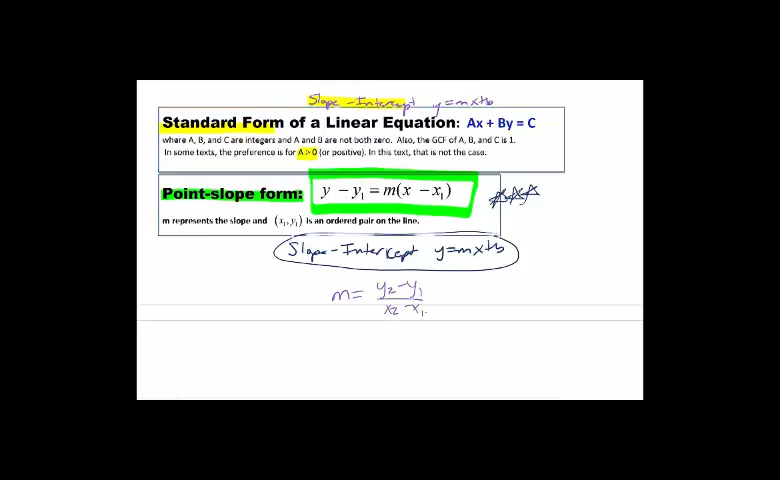 Slope-Intercept y=mx+b
Standard Form of a Linear Equation: Ax + By = C
where A, B, and C are integers and A and B are not both zero. Also, the GCF of A, B, and C is 1.
In some texts, the preference is for A > 0 (or positive). In this text, that is not the case.
Point-slope form: y - y₁ = m(x - x₁)
m represents the slope and (x₁, y₁) is an ordered pair on the line.
Slope-Intercept y=mx+b
m = (y₂-y₁)/(x₂-x₁)